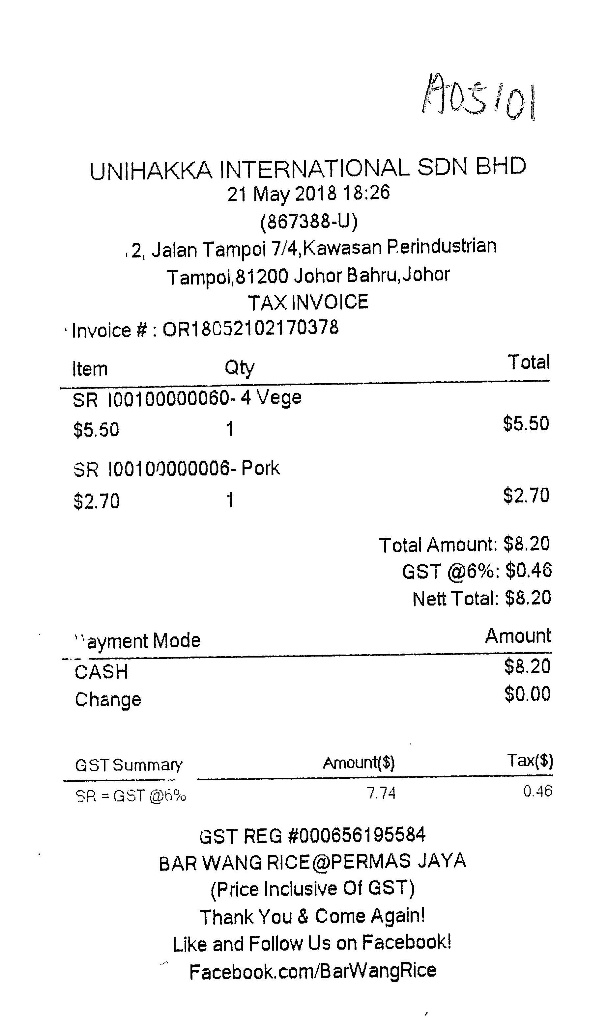 A05101
UNIHAKKA INTERNATIONAL SDN BHD
21 May 2018 18:26
(867388-U)
12, Jalan Tampoi 7/4,Kawasan Perindustrian
Tampoi,81200 Johor Bahru,Johor
TAX INVOICE
Invoice # : OR18052102170378
Item Qty Total
SR I00100000060- 4 Vege
$5.50 1 $5.50
SR I00100000006- Pork
$2.70 1 $2.70
Total Amount: $8.20
GST @6%: $0.46
Nett Total: $8.20
Payment Mode Amount
CASH $8.20
Change $0.00
GST Summary Amount($) Tax($)
SR = GST @6% 7.74 0.46
GST REG #000656195584
BAR WANG RICE@PERMAS JAYA
(Price Inclusive Of GST)
Thank You & Come Again!
Like and Follow Us on Facebook!
Facebook.com/BarWangRice